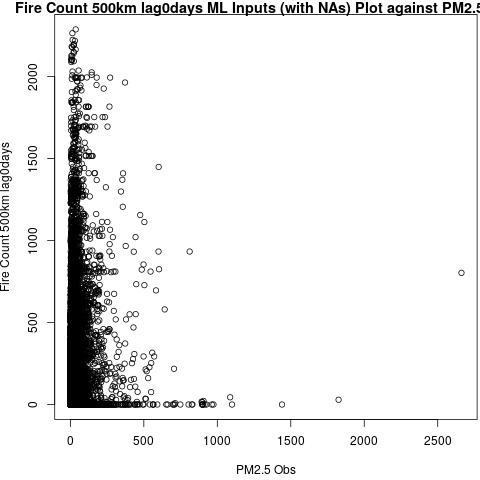 Fire Count 500km lag0days ML Inputs (with NAs) Plot against PM2.5
Fire Count 500km lag0days
2000
1500
1000
500
0
0 500 1000 1500 2000 2500
PM2.5 Obs